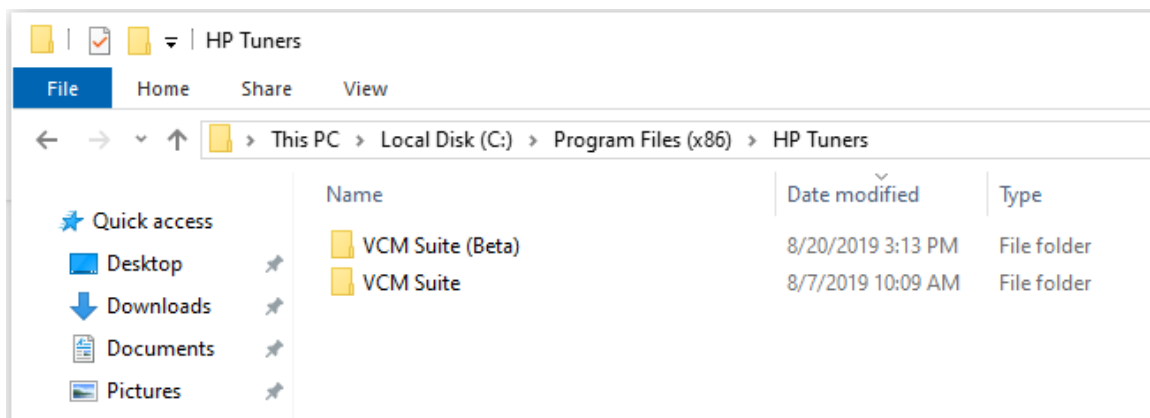 HP Tuners
File Home Share View
This PC > Local Disk (C:) > Program Files (x86) > HP Tuners
Name Date modified Type
Quick access
VCM Suite (Beta) 8/20/2019 3:13 PM File folder
Desktop
VCM Suite 8/7/2019 10:09 AM File folder
Downloads
Documents
Pictures